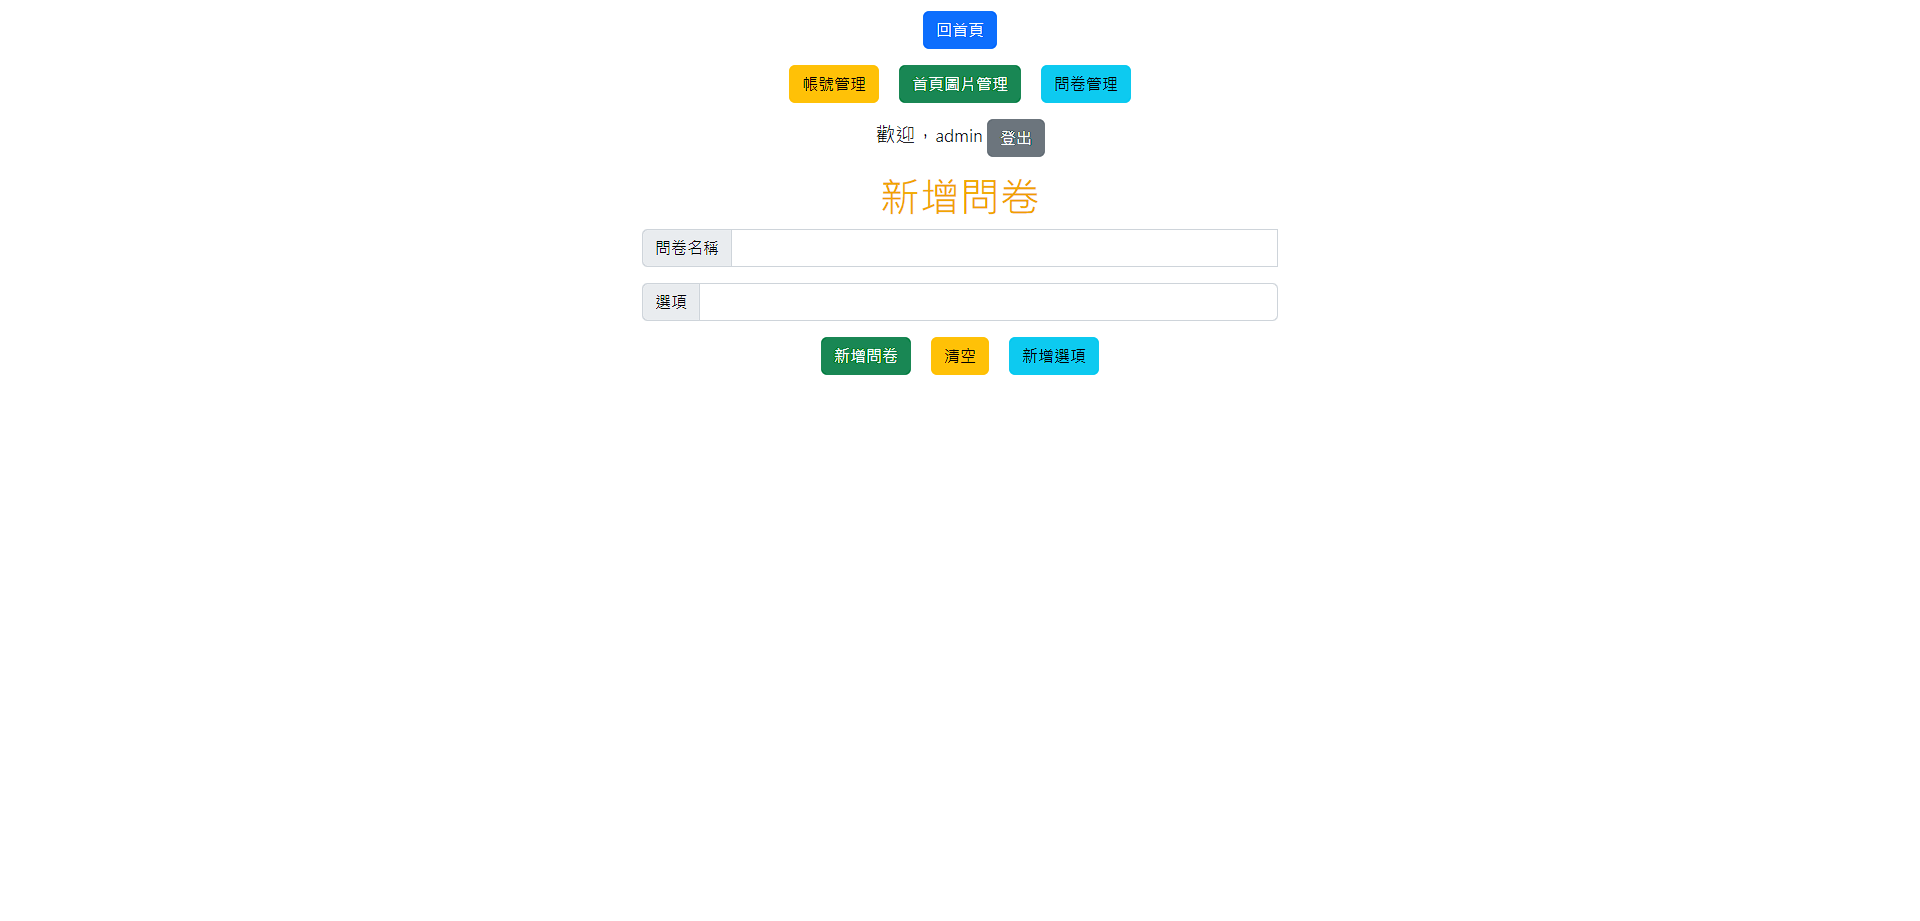 回首頁
帳號管理 首頁圖片管理 問卷管理
歡迎，admin 登出
新增問卷
問卷名稱
選項
新增問卷 清空 新增選項